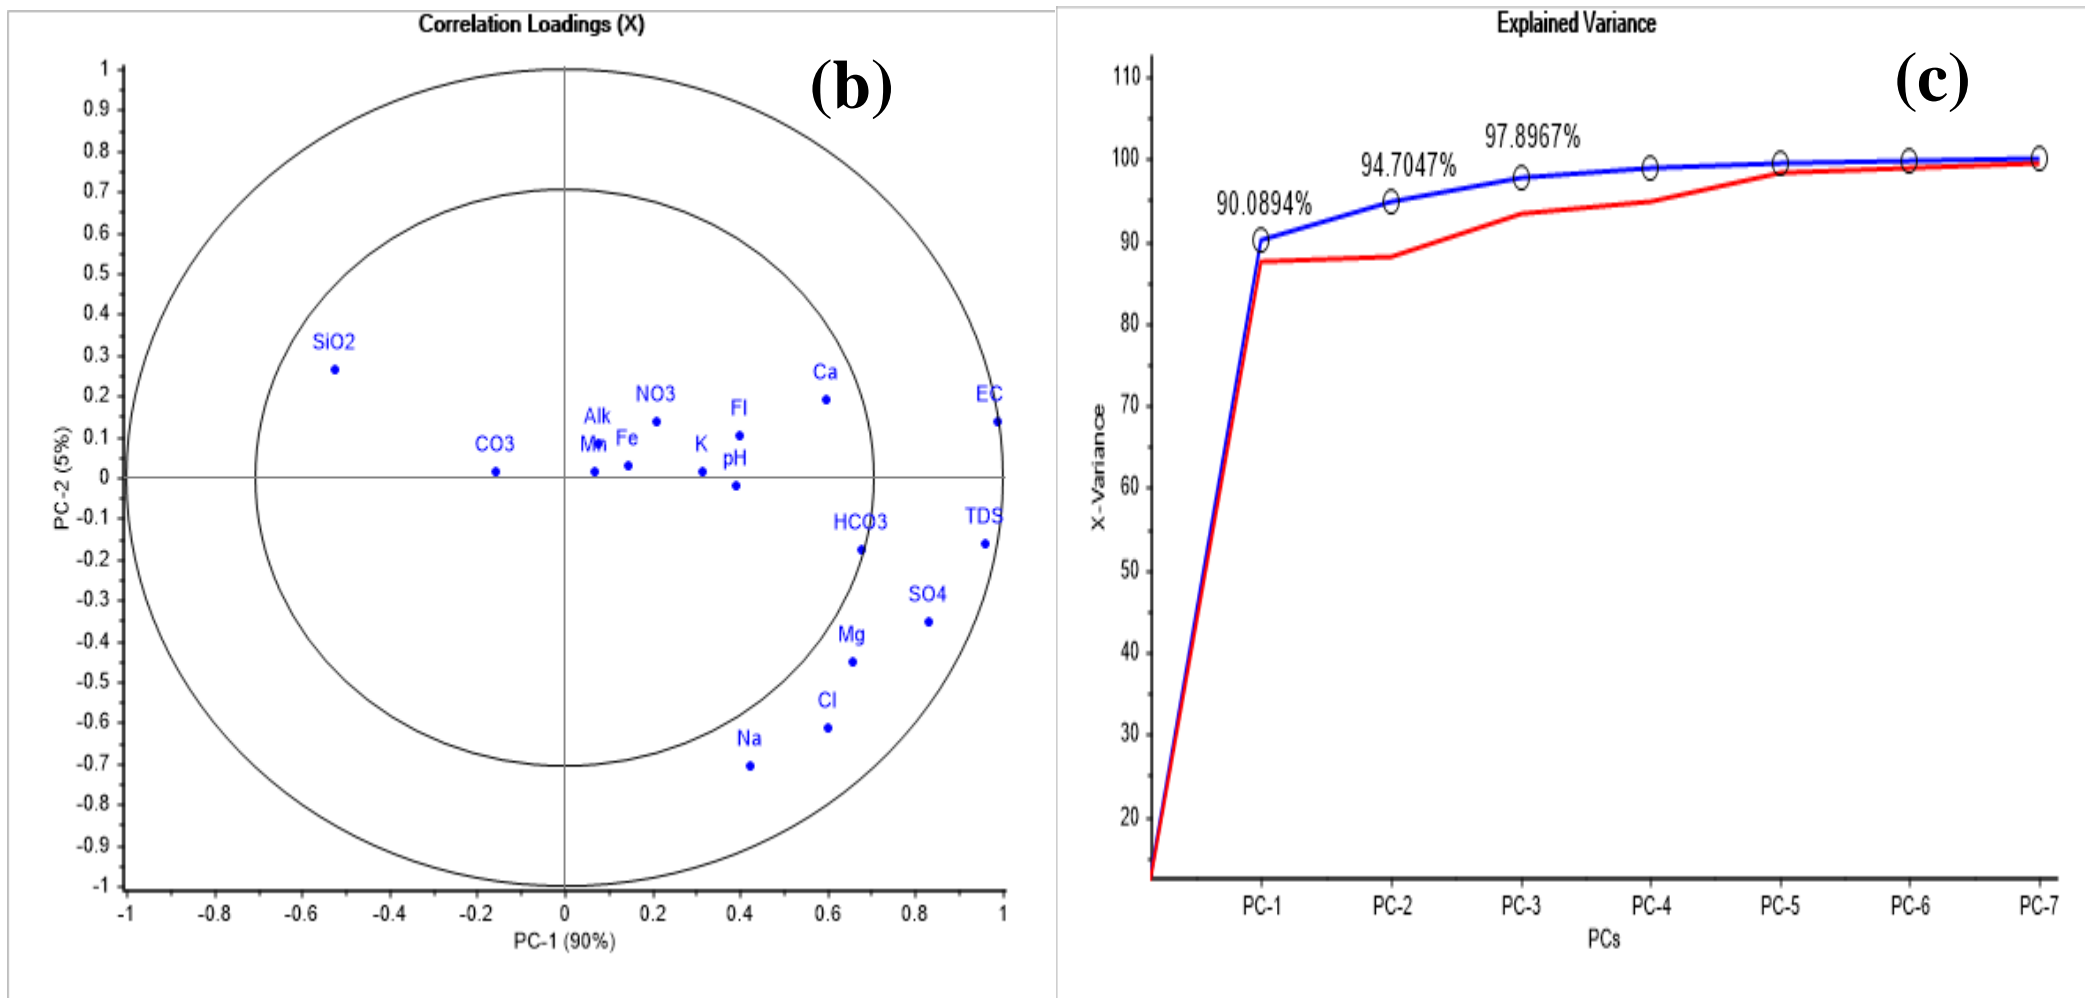 Correlation Loadings (X)
(b)
1
0.9
0.8
0.7
0.6
0.5
0.4
0.3
0.2
0.1
0
-0.1
-0.2
-0.3
-0.4
-0.5
-0.6
-0.7
-0.8
-0.9
-1
PC-2 (5%)
SiO2
CO3
Alk
Mn
Fe
NO3
K
Fl
pH
Ca
EC
HCO3
TDS
SO4
Mg
Cl
Na
-1 -0.8 -0.6 -0.4 -0.2 0 0.2 0.4 0.6 0.8 1
PC-1 (90%)
Explained Variance
(c)
110
100
90
80
70
60
50
40
30
20
X-Variance
90.0894%
94.7047%
97.8967%
PC-1 PC-2 PC-3 PC-4 PC-5 PC-6 PC-7
PCs